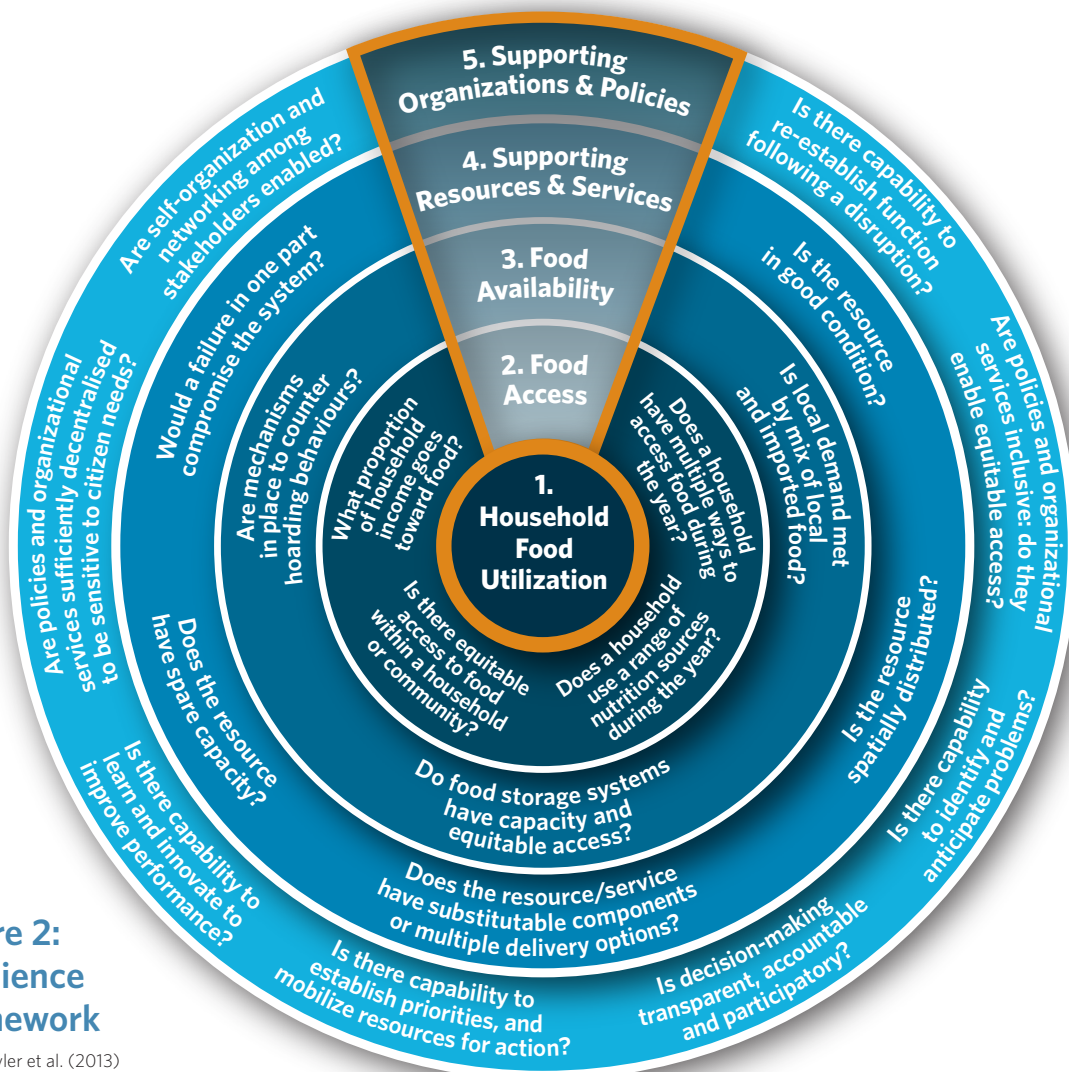 5. Supporting
Organizations & Policies
4. Supporting
Resources & Services
3. Food
Availability
2. Food
Access
1.
Household
Food
Utilization
What proportion
of household
income goes
toward food?
Does a household
have multiple ways to
access food during
the year?
Does a household
use a range of
nutrition sources
during the year?
Is there equitable
access to food
within a household
or community?
Are mechanisms
in place to counter
hoarding behaviours?
Is local demand met
by mix of local
and imported food?
Do food storage systems
have capacity and
equitable access?
Would a failure in one part
compromise the system?
Is the resource
in good condition?
Is the resource
spatially distributed?
Does the resource/service
have substitutable components
or multiple delivery options?
Does the resource
have spare capacity?
Are self-organization and
networking among
stakeholders enabled?
Is there capability to
re-establish function
following a disruption?
Are policies and organizational
services inclusive: do they
enable equitable access?
Is there capability
to identify and
anticipate problems?
Is decision-making
transparent, accountable
and participatory?
Is there capability to
establish priorities, and
mobilize resources for action?
Is there capability to
learn and innovate to
improve performance?
Are policies and organizational
services sufficiently decentralised
to be sensitive to citizen needs?
re 2:
ience
nework
yler et al. (2013)